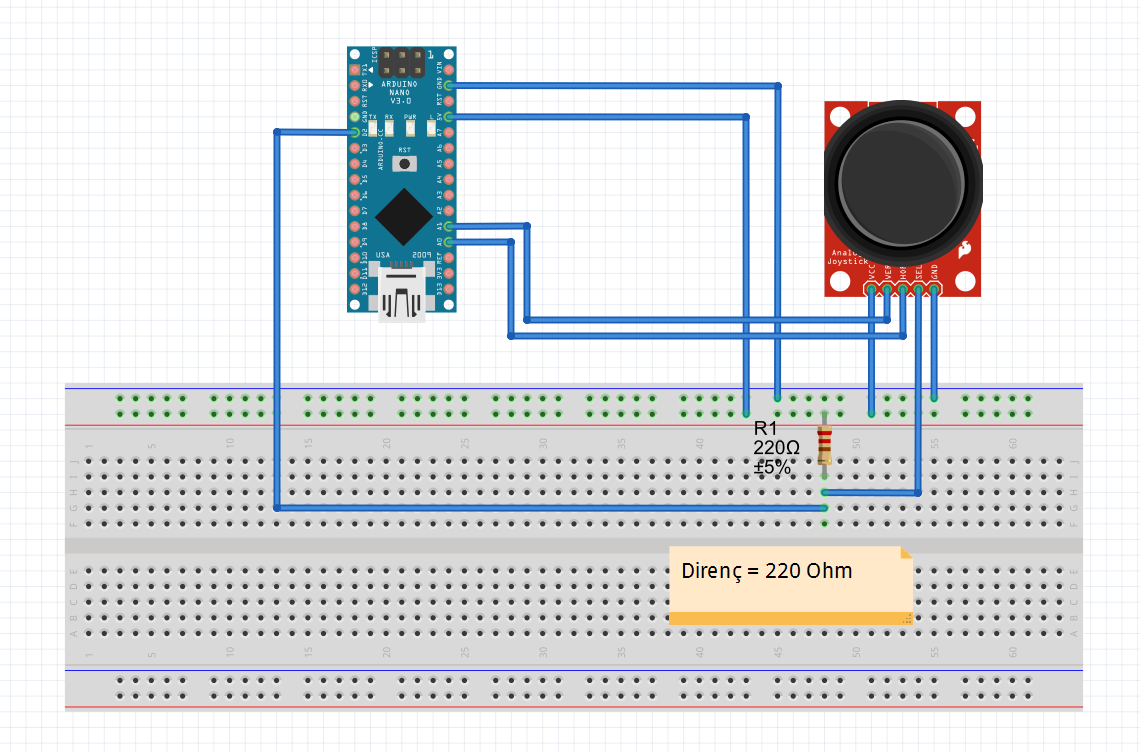 ICSP
1
ARDUINO
NANO
V3.0
TX RX PWR L
RST
ARDUINO.CC
USA 2009
TX1
RX0
RST
GND
D2
D3
D4
D5
D6
D7
D8
D9
D10
D11
D12
VIN
GND
RST
5V
A7
A6
A5
A4
A3
A2
A1
A0
REF
3V3
D13
Analog
Joystick
VCC
VER
HOR
SEL
GND
R1
220Ω
±5%
1 5 10 15 20 25 30 35 40 50 55 60
J J
I I
H H
G G
F F
Direnç = 220 Ohm
E E
D D
C C
B B
A A
1 5 10 15 20 25 30 35 40 45 50 55 60